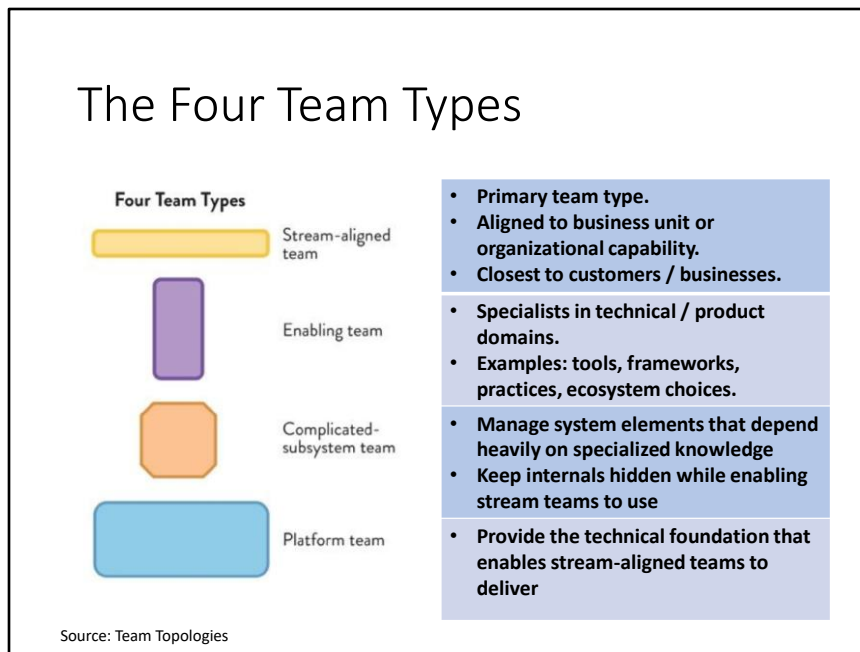 The Four Team Types
Four Team Types
Stream-aligned
team
Enabling team
Complicated-
subsystem team
Platform team
• Primary team type.
• Aligned to business unit or
organizational capability.
• Closest to customers / businesses.
• Specialists in technical / product
domains.
• Examples: tools, frameworks,
practices, ecosystem choices.
• Manage system elements that depend
heavily on specialized knowledge
• Keep internals hidden while enabling
stream teams to use
• Provide the technical foundation that
enables stream-aligned teams to
deliver
Source: Team Topologies